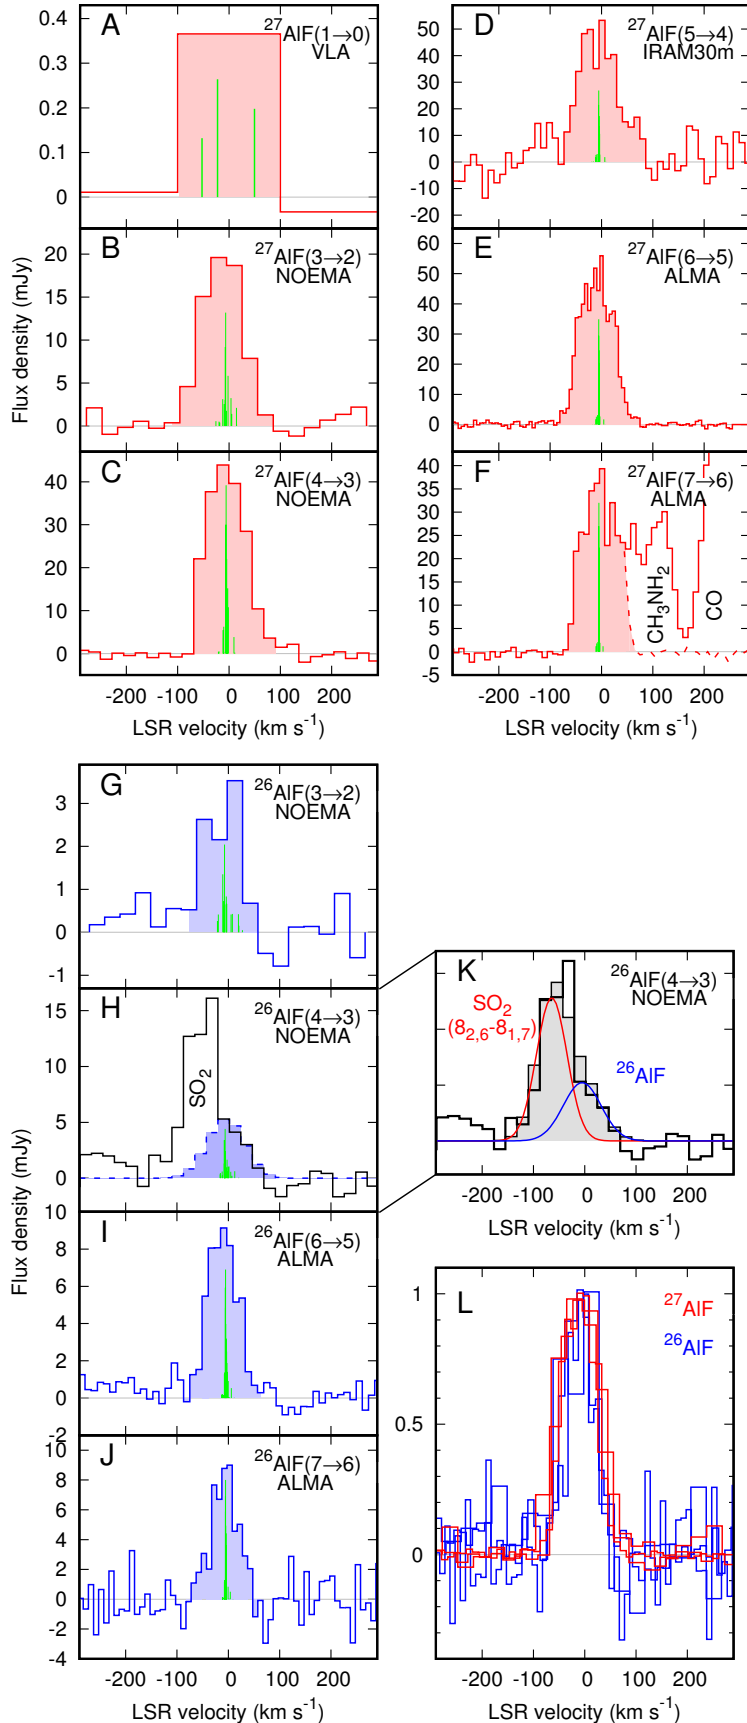 A
²⁷AlF(1→0)
VLA
0.4
0.3
0.2
0.1
0
B
²⁷AlF(3→2)
NOEMA
20
15
10
5
0
Flux density (mJy)
C
²⁷AlF(4→3)
NOEMA
40
30
20
10
0
-200 -100 0 100 200
LSR velocity (km s⁻¹)
D
²⁷AlF(5→4)
IRAM30m
50
40
30
20
10
0
-10
-20
E
²⁷AlF(6→5)
ALMA
60
50
40
30
20
10
0
F
²⁷AlF(7→6)
ALMA
40
35
30
25
20
15
10
5
0
-5
CH₃NH₂
CO
-200 -100 0 100 200
LSR velocity (km s⁻¹)
G
²⁶AlF(3→2)
NOEMA
3
2
1
0
-1
H
²⁶AlF(4→3)
NOEMA
15
10
5
0
SO₂
Flux density (mJy)
I
²⁶AlF(6→5)
ALMA
10
8
6
4
2
0
-2
J
²⁶AlF(7→6)
ALMA
10
8
6
4
2
0
-2
-4
-200 -100 0 100 200
LSR velocity (km s⁻¹)
K
²⁶AlF(4→3)
NOEMA
SO₂
(8₂,₆-8₁,₇)
²⁶AlF
-200 -100 0 100 200
LSR velocity (km s⁻¹)
L
²⁷AlF
²⁶AlF
1
0.5
0
-200 -100 0 100 200
LSR velocity (km s⁻¹)